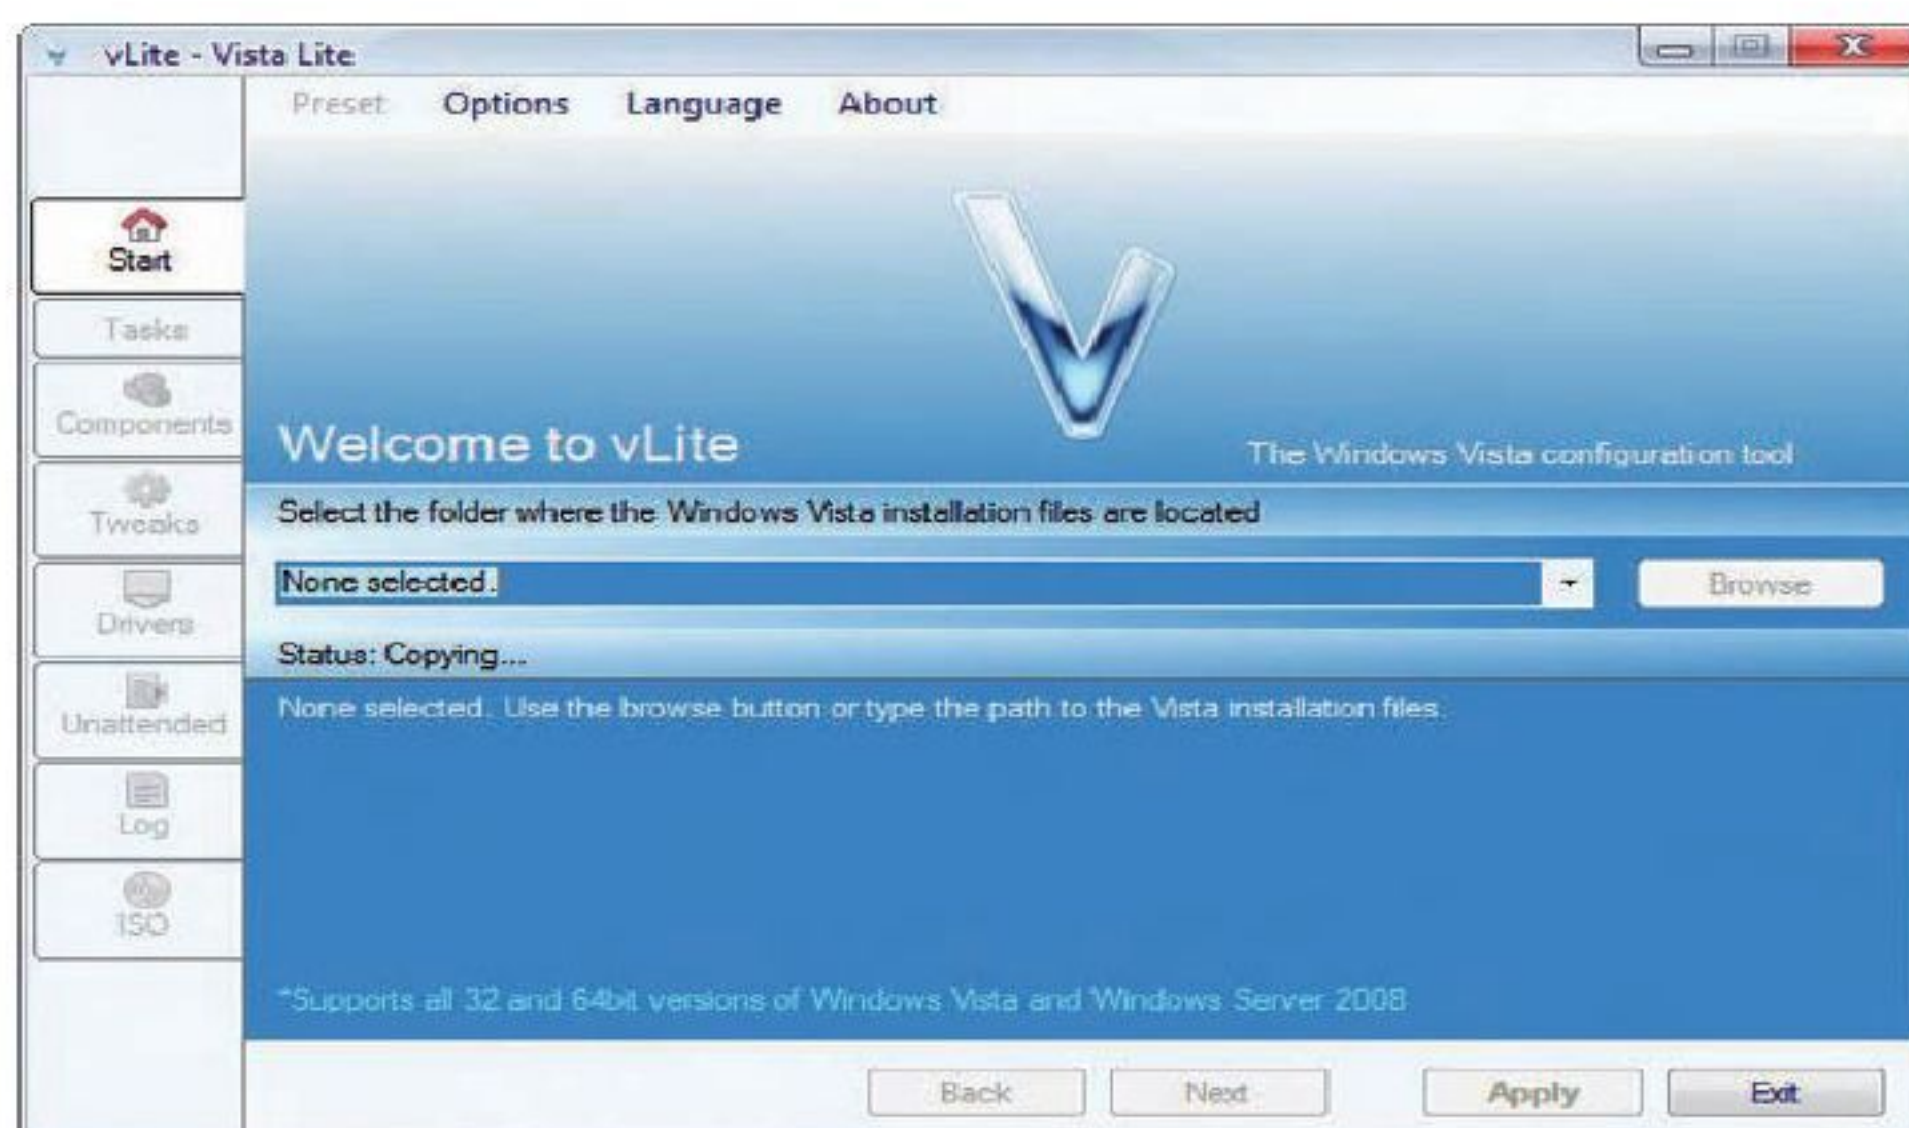 vLite - Vista Lite
Preset Options Language About
Start
Tasks
Components
Tweaks
Drivers
Unattended
Log
ISO
Welcome to vLite
The Windows Vista configuration tool
Select the folder where the Windows Vista installation files are located
None selected.
Browse
Status: Copying...
None selected. Use the browse button or type the path to the Vista installation files.
*Supports all 32 and 64bit versions of Windows Vista and Windows Server 2008
Back Next Apply Exit